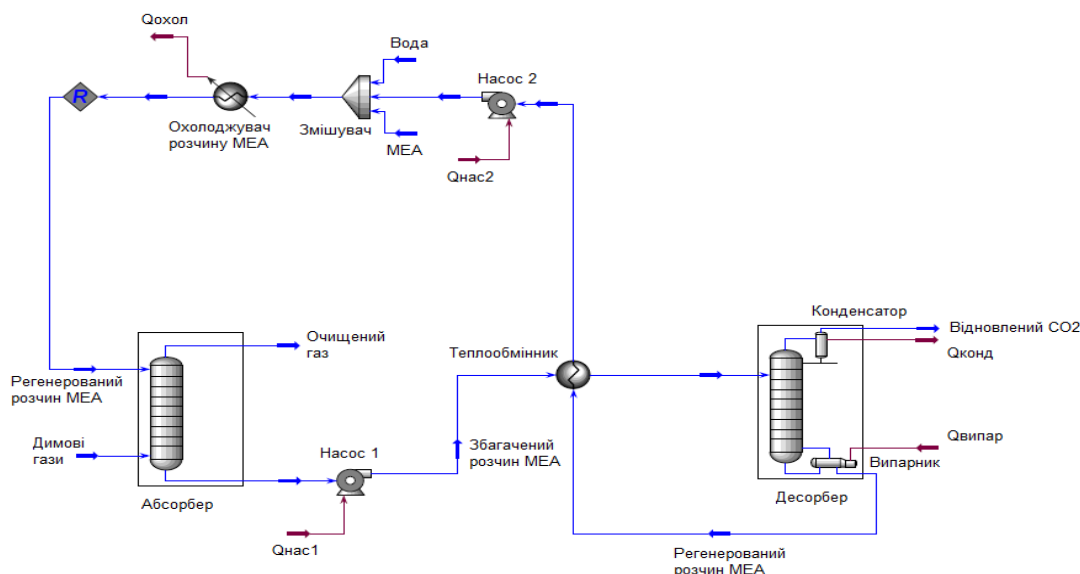 Qохол
Вода
Насос 2
R
Охолоджувач
розчину МЕА
Змішувач
МЕА
Qнас2
Конденсатор
Відновлений СО2
Qконд
Очищений
газ
Теплообмінник
Регенерований
розчин МЕА
Димові
гази
Насос 1
Збагачений
розчин МЕА
Qвипар
Випарник
Абсорбер
Десорбер
Qнас1
Регенерований
розчин МЕА